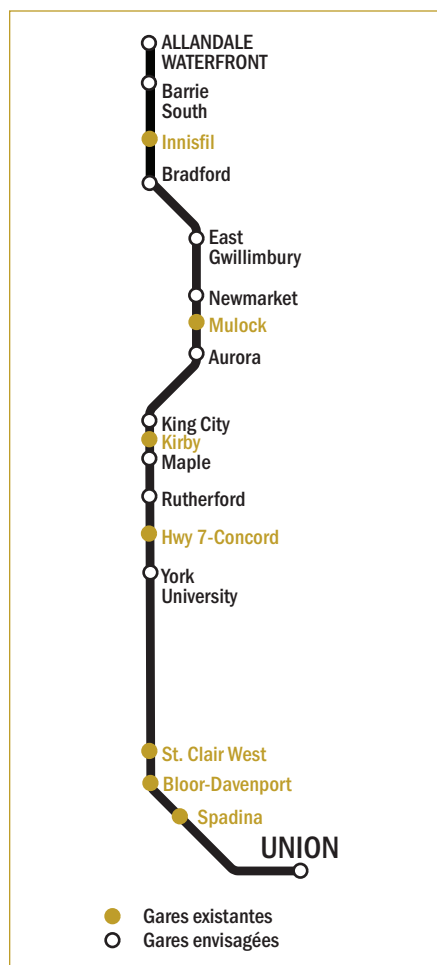 ALLANDALE
WATERFRONT
Barrie
South
Innisfil
Bradford
East
Gwillimbury
Newmarket
Mulock
Aurora
King City
Kirby
Maple
Rutherford
Hwy 7-Concord
York
University
St. Clair West
Bloor-Davenport
Spadina
UNION
Gares existantes
Gares envisagées